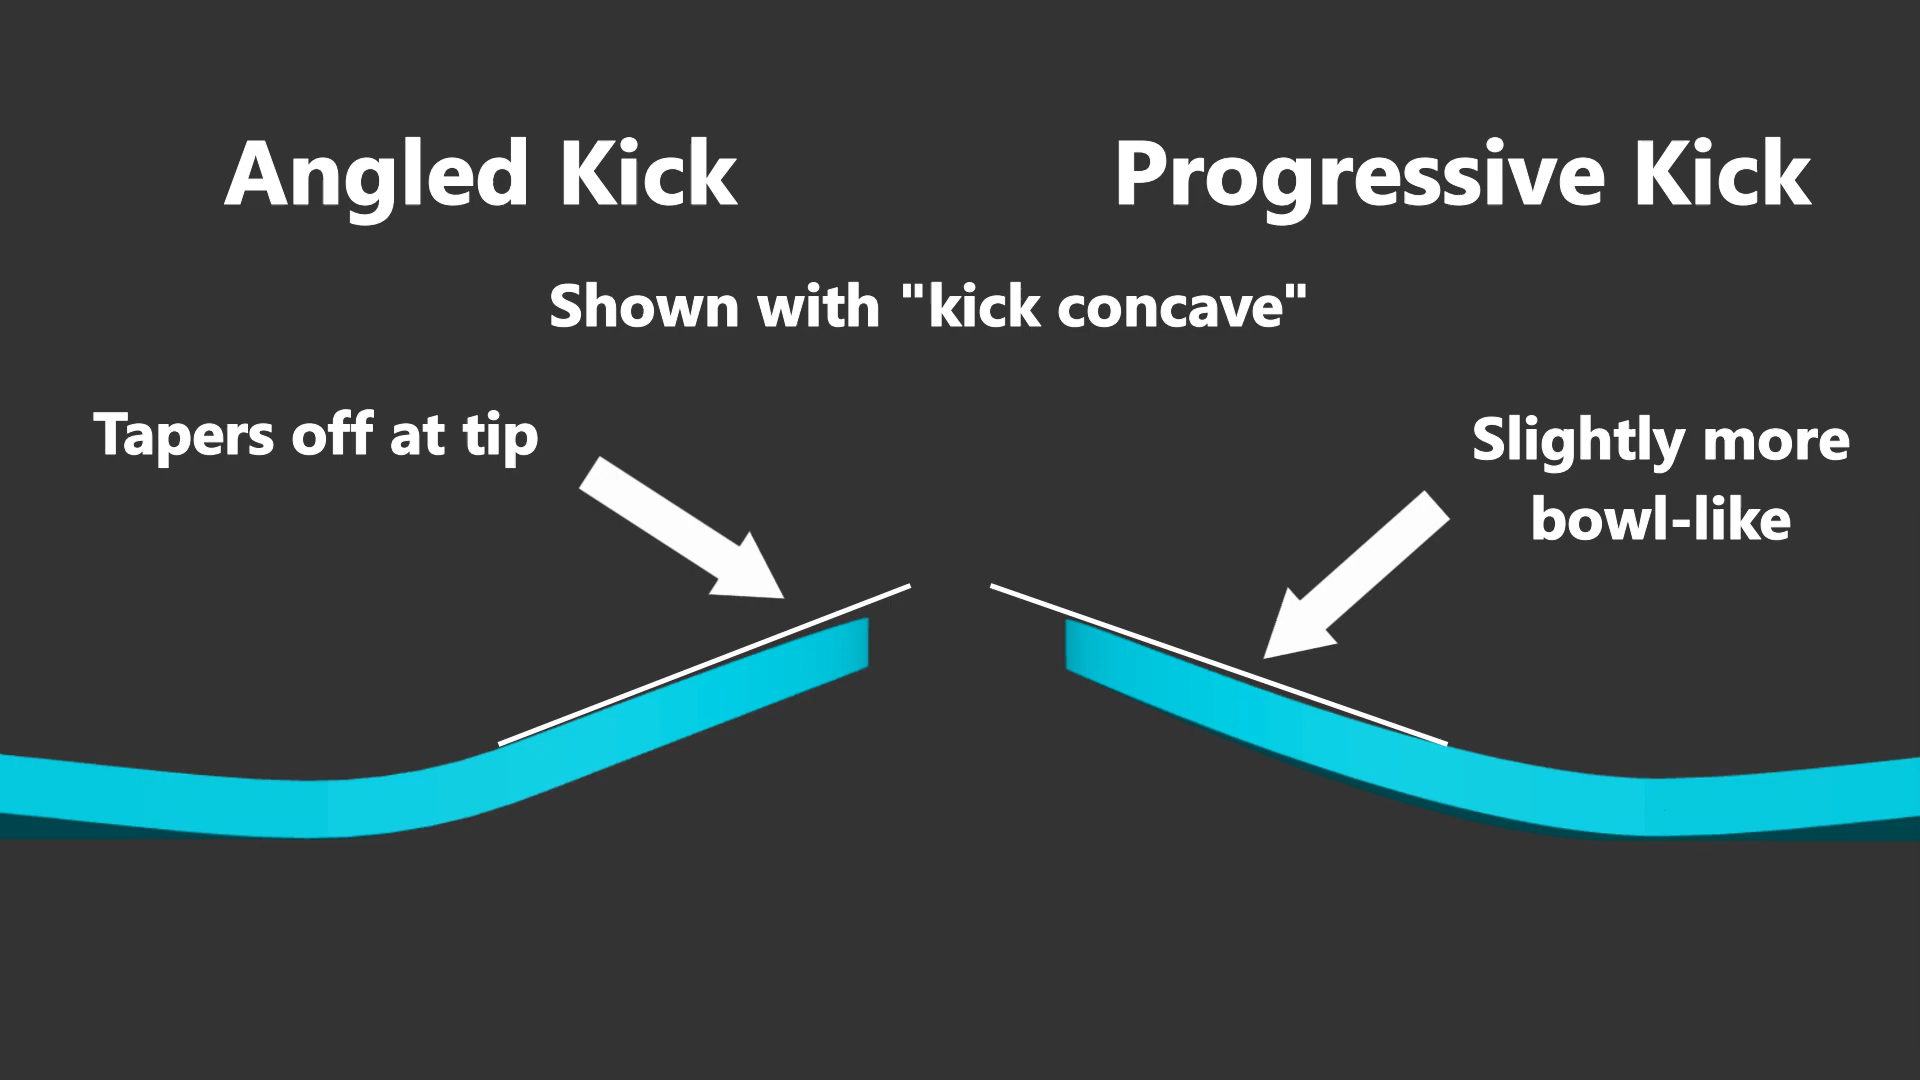 Angled Kick
Progressive Kick
Shown with "kick concave"
Tapers off at tip
Slightly more
bowl-like